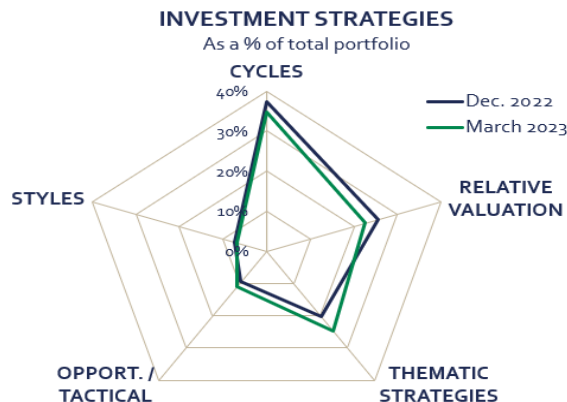 INVESTMENT STRATEGIES
As a % of total portfolio
CYCLES
40%
Dec. 2022
March 2023
30%
20%
STYLES
RELATIVE
VALUATION
10%
0%
OPPORT. /
TACTICAL
THEMATIC
STRATEGIES